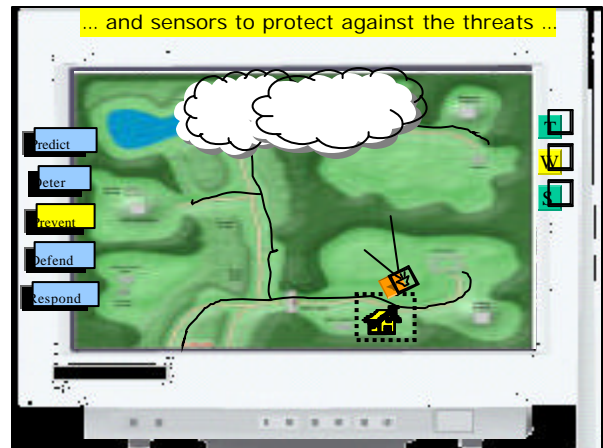 ... and sensors to protect against the threats ...
Predict
Deter
Prevent
Defend
Respond
T
W
S